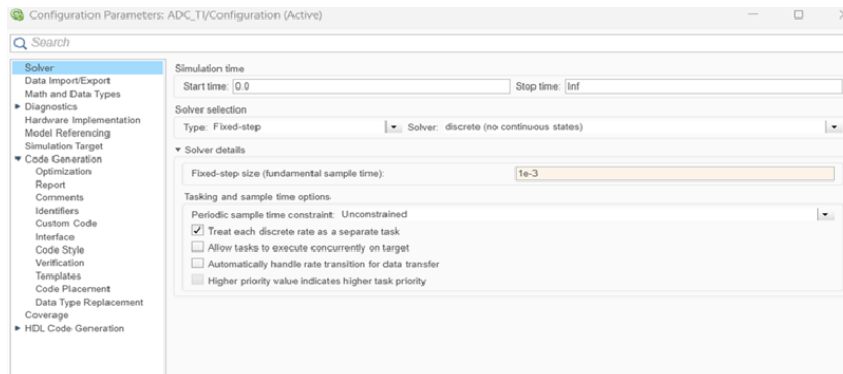 Configuration Parameters: ADC_TI/Configuration (Active)
Search
Solver
Data Import/Export
Math and Data Types
Diagnostics
Hardware Implementation
Model Referencing
Simulation Target
Code Generation
Optimization
Report
Comments
Identifiers
Custom Code
Interface
Code Style
Verification
Templates
Code Placement
Data Type Replacement
Coverage
HDL Code Generation
Simulation time
Start time: 0.0 Stop time: Inf
Solver selection
Type: Fixed-step Solver: discrete (no continuous states)
Solver details
Fixed-step size (fundamental sample time): 1e-3
Tasking and sample time options
Periodic sample time constraint: Unconstrained
Treat each discrete rate as a separate task
Allow tasks to execute concurrently on target
Automatically handle rate transition for data transfer
Higher priority value indicates higher task priority